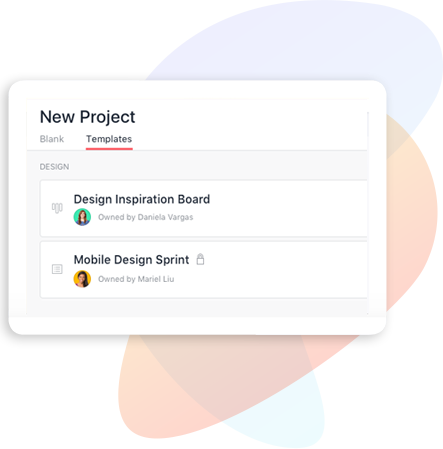 New Project
Blank Templates
DESIGN
Design Inspiration Board
Owned by Daniela Vargas
Mobile Design Sprint
Owned by Mariel Liu